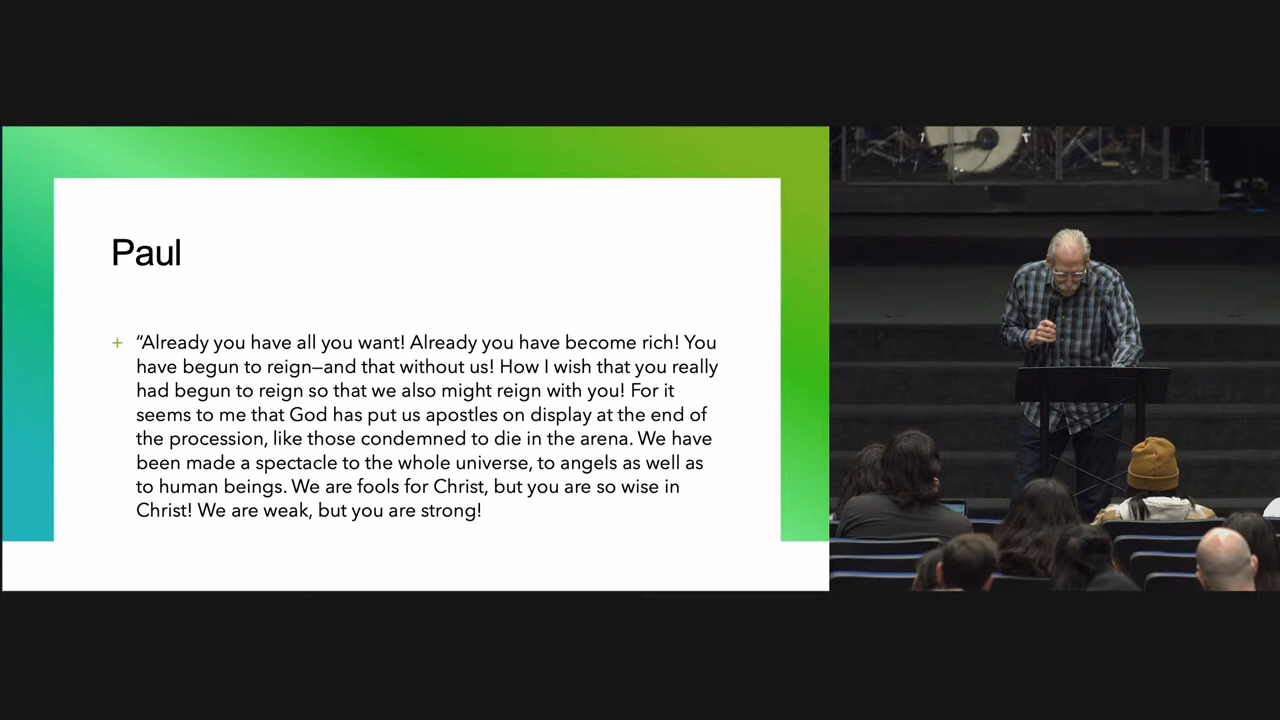 Paul
+ “Already you have all you want! Already you have become rich! You
have begun to reign—and that without us! How I wish that you really
had begun to reign so that we also might reign with you! For it
seems to me that God has put us apostles on display at the end of
the procession, like those condemned to die in the arena. We have
been made a spectacle to the whole universe, to angels as well as
to human beings. We are fools for Christ, but you are so wise in
Christ! We are weak, but you are strong!